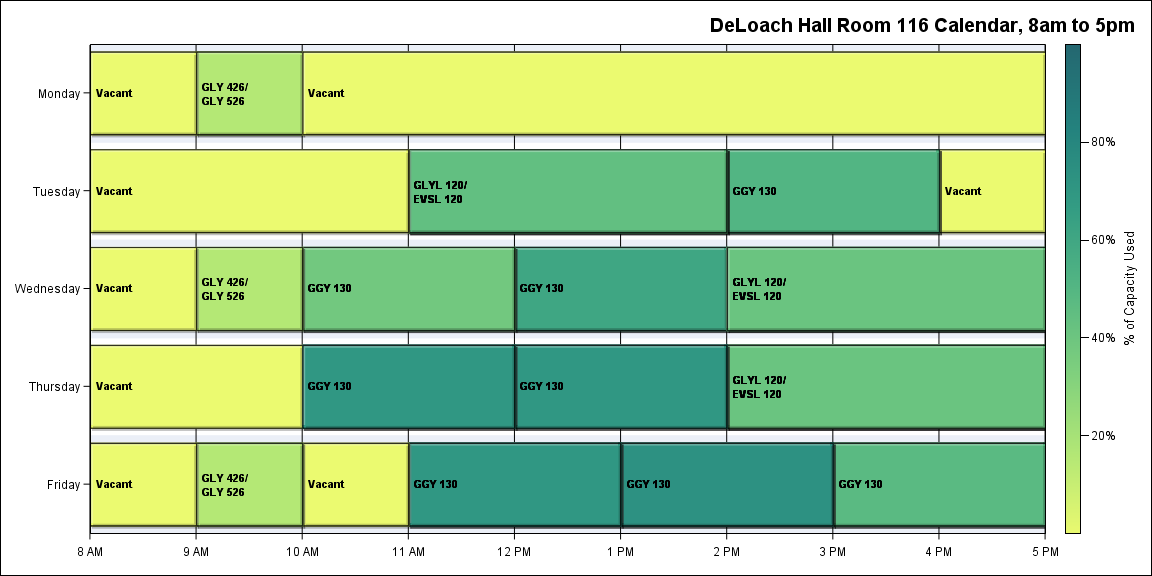 DeLoach Hall Room 116 Calendar, 8am to 5pm
Monday
Vacant
GLY 426/
GLY 526
Vacant
Tuesday
Vacant
GLYL 120/
EVSL 120
GGY 130
Vacant
Wednesday
Vacant
GLY 426/
GLY 526
GGY 130
GGY 130
GLYL 120/
EVSL 120
Thursday
Vacant
GGY 130
GGY 130
GLYL 120/
EVSL 120
Friday
Vacant
GLY 426/
GLY 526
Vacant
GGY 130
GGY 130
GGY 130
8 AM
9 AM
10 AM
11 AM
12 PM
1 PM
2 PM
3 PM
4 PM
5 PM
80%
60%
40%
20%
% of Capacity Used